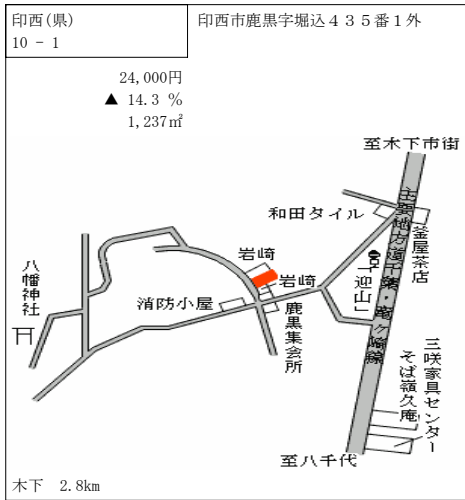 印西(県)
10 - 1
印西市鹿黒字堀込４３５番１外
24,000円
▲ 14.3 %
1,237㎡
至木下市街
和田タイル
釜屋茶店
主要地方道千葉・竜ヶ崎線
岩崎
岩崎
八幡神社
消防小屋
鹿黒集会所
三咲家具センター
そば嶺久庵
至八千代
木下 2.8km